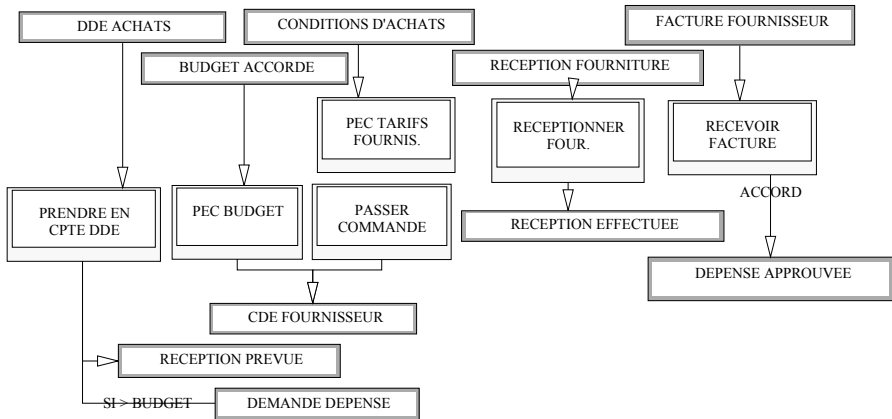 DDE ACHATS
CONDITIONS D'ACHATS
FACTURE FOURNISSEUR
BUDGET ACCORDE
RECEPTION FOURNITURE
PEC TARIFS
FOURNIS.
RECEPTIONNER
FOUR.
RECEVOIR
FACTURE
PRENDRE EN
CPTE DDE
PEC BUDGET
PASSER
COMMANDE
ACCORD
RECEPTION EFFECTUEE
DEPENSE APPROUVEE
CDE FOURNISSEUR
RECEPTION PREVUE
SI > BUDGET
DEMANDE DEPENSE